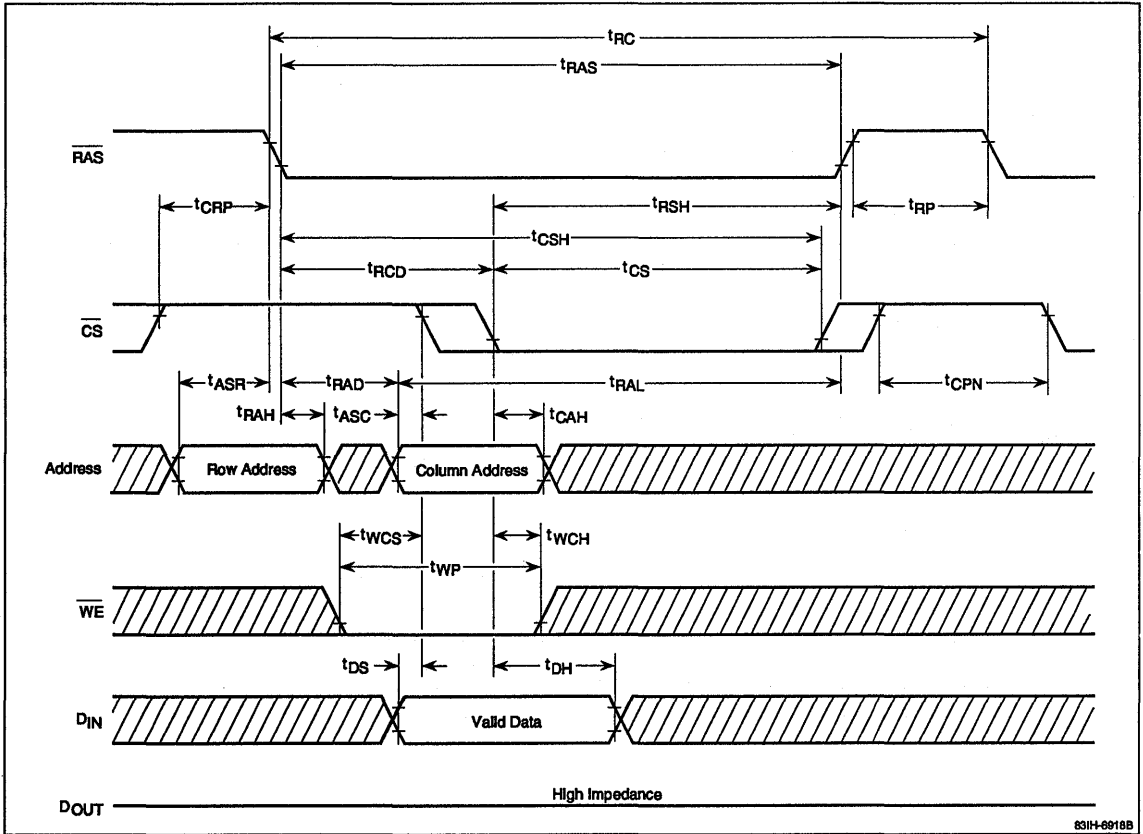 tRC
tRAS
RAS
tCRP
tRSH
tRP
tCSH
tRCD
tCS
CS
tASR
tRAD
tRAL
tCPN
tRAH
tASC
tCAH
Address
Row Address
Column Address
tWCS
tWCH
tWP
WE
tDS
tDH
DIN
Valid Data
High Impedance
DOUT
83IH-6918B